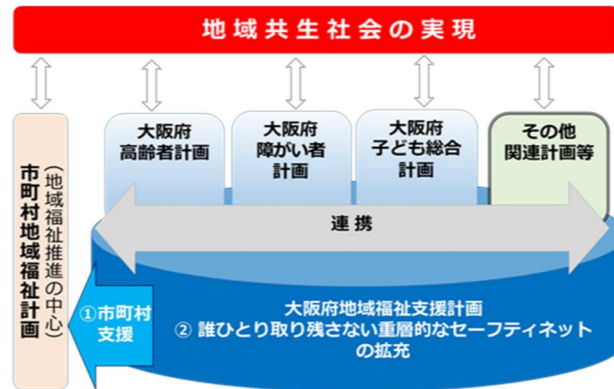 地域共生社会の実現
市町村地域福祉計画
(地域福祉推進の中心)
大阪府
高齢者計画
大阪府
障がい者
計画
大阪府
子ども総合
計画
その他
関連計画等
連携
①市町村
支援
大阪府地域福祉支援計画
② 誰ひとり取り残さない重層的なセーフティネット
の拡充